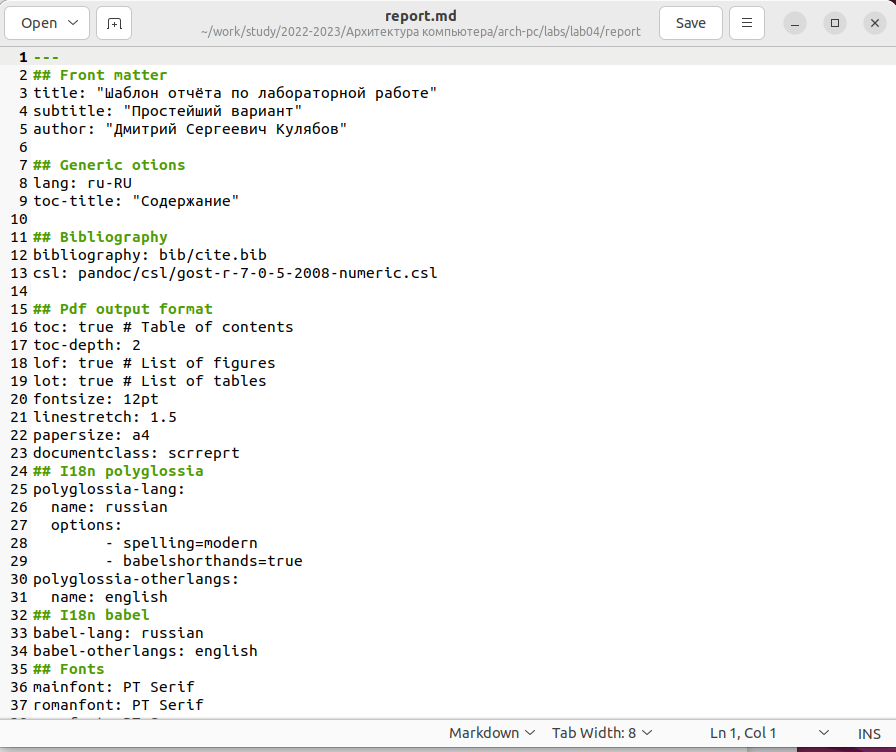 Open
report.md
~/work/study/2022-2023/Архитектура компьютера/arch-pc/labs/lab04/report
Save
1 ---
2 ## Front matter
3 title: "Шаблон отчёта по лабораторной работе"
4 subtitle: "Простейший вариант"
5 author: "Дмитрий Сергеевич Кулябов"
6
7 ## Generic otions
8 lang: ru-RU
9 toc-title: "Содержание"
10
11 ## Bibliography
12 bibliography: bib/cite.bib
13 csl: pandoc/csl/gost-r-7-0-5-2008-numeric.csl
14
15 ## Pdf output format
16 toc: true # Table of contents
17 toc-depth: 2
18 lof: true # List of figures
19 lot: true # List of tables
20 fontsize: 12pt
21 linestretch: 1.5
22 papersize: a4
23 documentclass: scrreprt
24 ## I18n polyglossia
25 polyglossia-lang:
26   name: russian
27   options:
28         - spelling=modern
29         - babelshorthands=true
30 polyglossia-otherlangs:
31   name: english
32 ## I18n babel
33 babel-lang: russian
34 babel-otherlangs: english
35 ## Fonts
36 mainfont: PT Serif
37 romanfont: PT Serif
Markdown Tab Width: 8 Ln 1, Col 1 INS